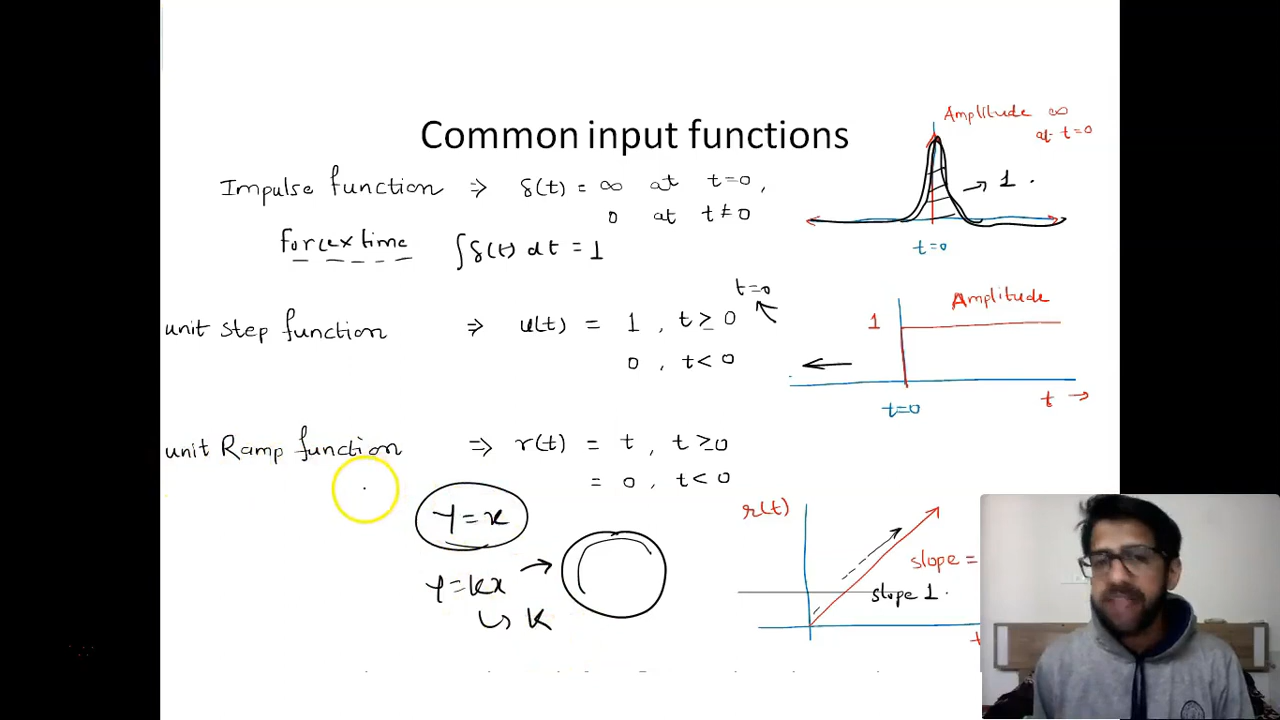 Common input functions
Amplitude ∞
at t=0
Impulse function ⇒ δ(t) = ∞ at t=0,
0 at t≠0
→ 1.
t=0
forcextime ∫δ(t) dt = 1
t=0
unit step function ⇒ u(t) = 1, t ≥ 0
0, t<0
Amplitude
1
t=0
t →
unit Ramp function ⇒ r(t) = t, t ≥0
= 0, t< 0
r(t)
slope =
slope 1.
t
Y=x
Y=kx →
↳ K